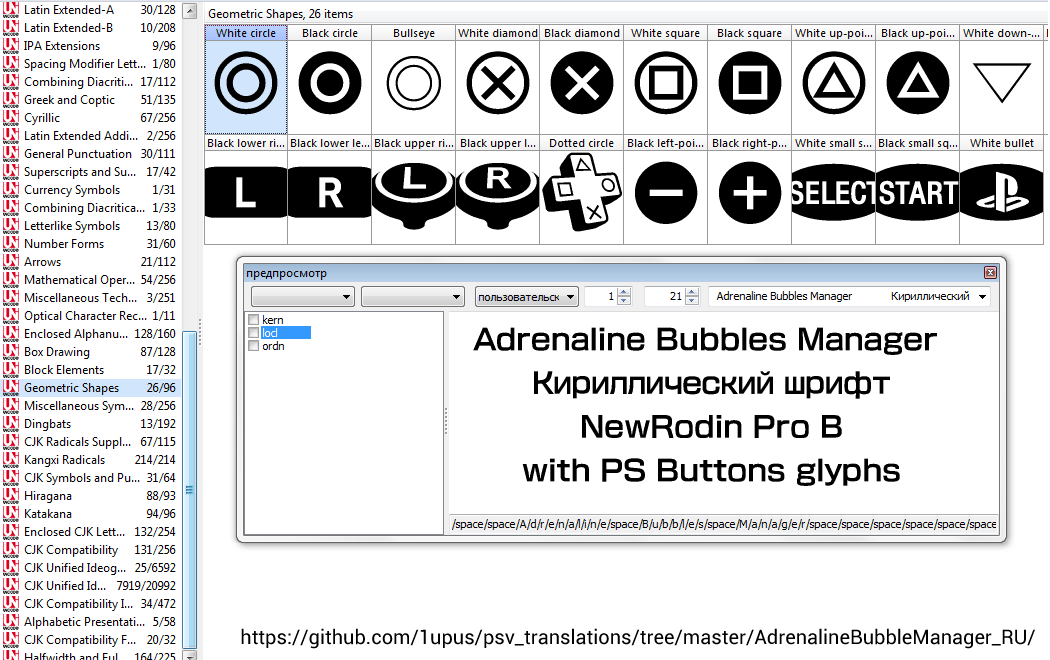 Latin Extended-A 30/128
Latin Extended-B 10/208
IPA Extensions 9/96
Spacing Modifier Lett... 1/80
Combining Diacriti... 17/112
Greek and Coptic 51/135
Cyrillic 67/256
Latin Extended Addi... 2/256
General Punctuation 30/111
Superscripts and Su... 17/42
Currency Symbols 1/31
Combining Diacritica... 1/33
Letterlike Symbols 13/80
Number Forms 31/60
Arrows 21/112
Mathematical Oper... 54/256
Miscellaneous Tech... 3/251
Optical Character Rec... 1/11
Enclosed Alphanu... 128/160
Box Drawing 87/128
Block Elements 17/32
Geometric Shapes 26/96
Miscellaneous Sym... 28/256
Dingbats 13/192
CJK Radicals Suppl... 67/115
Kangxi Radicals 214/214
CJK Symbols and Pu... 31/64
Hiragana 88/93
Katakana 94/96
Enclosed CJK Lett... 132/254
CJK Compatibility 131/256
CJK Unified Ideog... 25/6592
CJK Unified Id... 7919/20992
CJK Compatibility I... 34/472
Alphabetic Presentati... 5/58
CJK Compatibility F... 20/32
Halfwidth and Ful... 164/225
Geometric Shapes, 26 items
White circle Black circle Bullseye White diamond Black diamond White square Black square White up-poi... Black up-poi... White down-...
Black lower ri... Black lower le... Black upper ri... Black upper l... Dotted circle Black left-poi... Black right-p... White small s... Black small sq... White bullet
L R L R SELECT START
предпросмотр
пользовательск 1 21 Adrenaline Bubbles Manager Кириллический
kern
locl
ordn
Adrenaline Bubbles Manager
Кириллический шрифт
NewRodin Pro B
with PS Buttons glyphs
/space/space/A/d/r/e/n/a/l/i/n/e/space/B/u/b/b/l/e/s/space/M/a/n/a/g/e/r/space/space/space/space/space/space
https://github.com/1upus/psv_translations/tree/master/AdrenalineBubbleManager_RU/